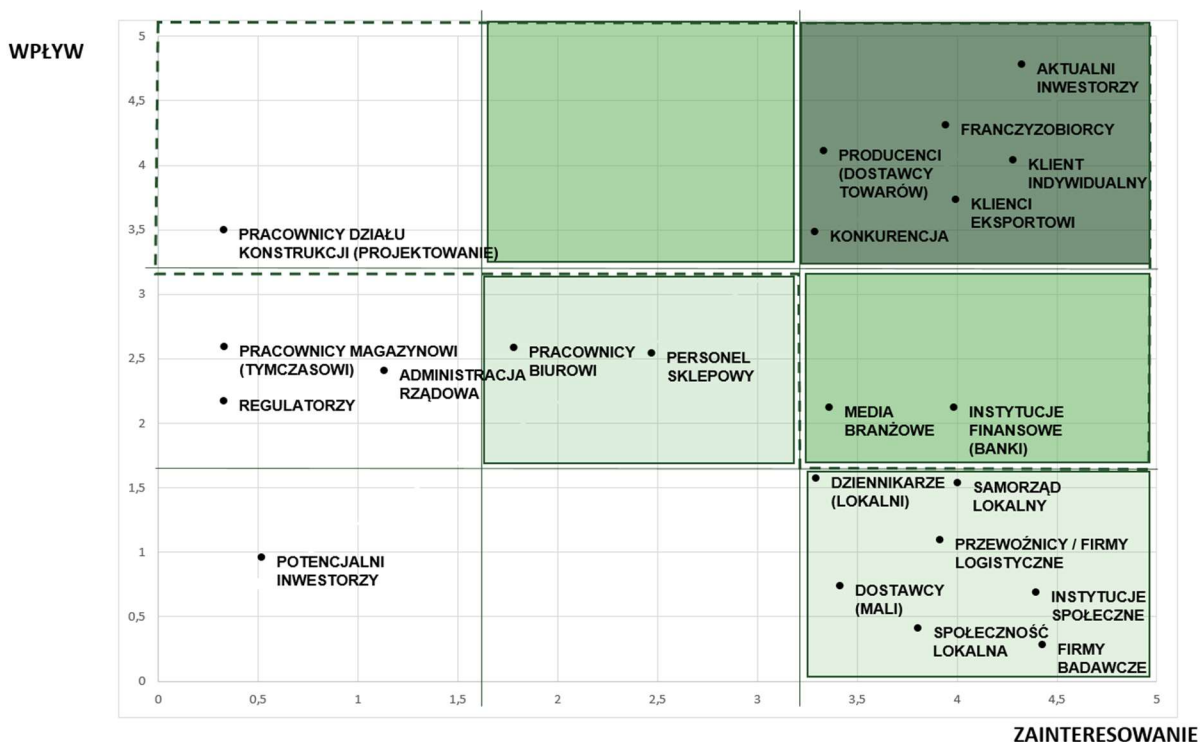 WPŁYW
5
4,5
4
3,5
3
2,5
2
1,5
1
0,5
0
AKTUALNI
INWESTORZY
FRANCZYZOBIORCY
PRODUCENCI
(DOSTAWCY
TOWARÓW)
KLIENT
INDYWIDUALNY
KLIENCI
EKSPORTOWI
KONKURENCJA
PRACOWNICY DZIAŁU
KONSTRUKCJI (PROJEKTOWANIE)
PRACOWNICY MAGAZYNOWI
(TYMCZASOWI)
ADMINISTRACJA
RZĄDOWA
REGULATORZY
PRACOWNICY
BIUROWI
PERSONEL
SKLEPOWY
MEDIA
BRANŻOWE
INSTYTUCJE
FINANSOWE
(BANKI)
DZIENNIKARZE
(LOKALNI)
SAMORZĄD
LOKALNY
PRZEWOŹNICY / FIRMY
LOGISTYCZNE
POTENCJALNI
INWESTORZY
DOSTAWCY
(MALI)
INSTYTUCJE
SPOŁECZNE
SPOŁECZNOŚĆ
LOKALNA
FIRMY
BADAWCZE
0 0,5 1 1,5 2 2,5 3 3,5 4 4,5 5
ZAINTERESOWANIE